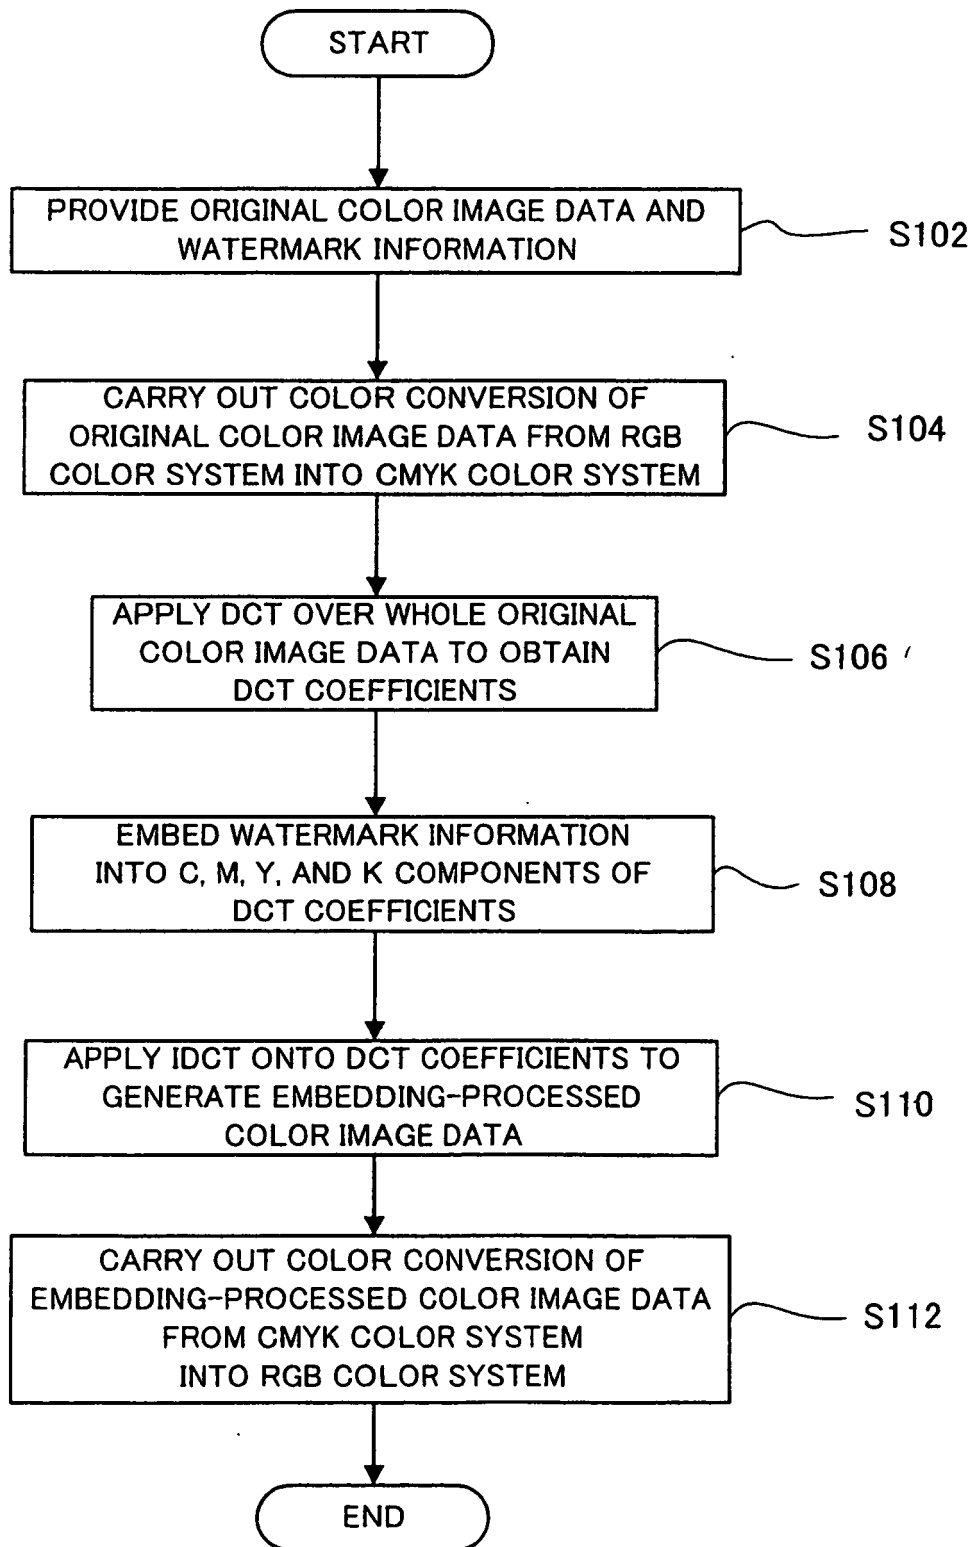 START
PROVIDE ORIGINAL COLOR IMAGE DATA AND
WATERMARK INFORMATION
S102
CARRY OUT COLOR CONVERSION OF
ORIGINAL COLOR IMAGE DATA FROM RGB
COLOR SYSTEM INTO CMYK COLOR SYSTEM
S104
APPLY DCT OVER WHOLE ORIGINAL
COLOR IMAGE DATA TO OBTAIN
DCT COEFFICIENTS
S106
EMBED WATERMARK INFORMATION
INTO C, M, Y, AND K COMPONENTS OF
DCT COEFFICIENTS
S108
APPLY IDCT ONTO DCT COEFFICIENTS TO
GENERATE EMBEDDING-PROCESSED
COLOR IMAGE DATA
S110
CARRY OUT COLOR CONVERSION OF
EMBEDDING-PROCESSED COLOR IMAGE DATA
FROM CMYK COLOR SYSTEM
INTO RGB COLOR SYSTEM
S112
END